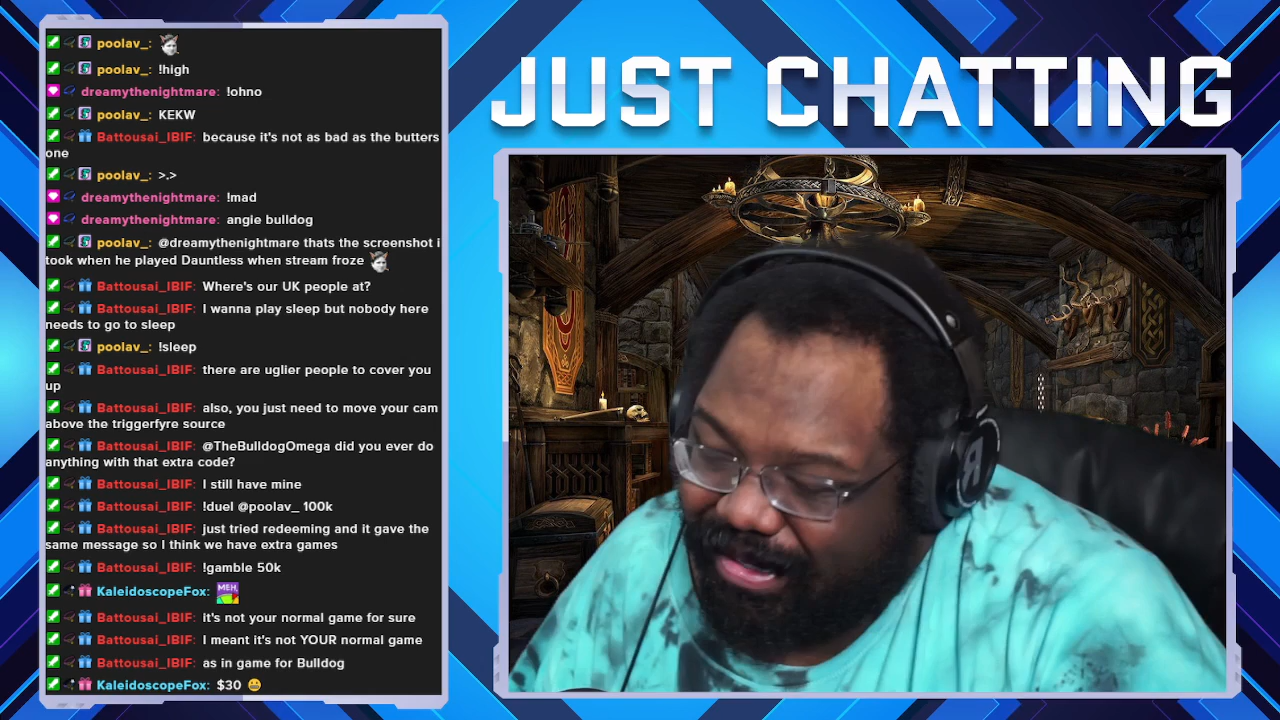 poolav_:
poolav_: !high
dreamythenightmare: !ohno
poolav_: KEKW
Battousai_IBIF: because it's not as bad as the butters
one
poolav_: >.>
dreamythenightmare: !mad
dreamythenightmare: angie bulldog
poolav_: @dreamythenightmare thats the screenshot i
took when he played Dauntless when stream froze
Battousai_IBIF: Where's our UK people at?
Battousai_IBIF: I wanna play sleep but nobody here
needs to go to sleep
poolav_: !sleep
Battousai_IBIF: there are uglier people to cover you
up
Battousai_IBIF: also, you just need to move your cam
above the triggerfyre source
Battousai_IBIF: @TheBulldogOmega did you ever do
anything with that extra code?
Battousai_IBIF: I still have mine
Battousai_IBIF: !duel @poolav_ 100k
Battousai_IBIF: just tried redeeming and it gave the
same message so I think we have extra games
Battousai_IBIF: !gamble 50k
KaleidoscopeFox: MEH
Battousai_IBIF: it's not your normal game for sure
Battousai_IBIF: I meant it's not YOUR normal game
Battousai_IBIF: as in game for Bulldog
KaleidoscopeFox: $30
JUST CHATTING
R